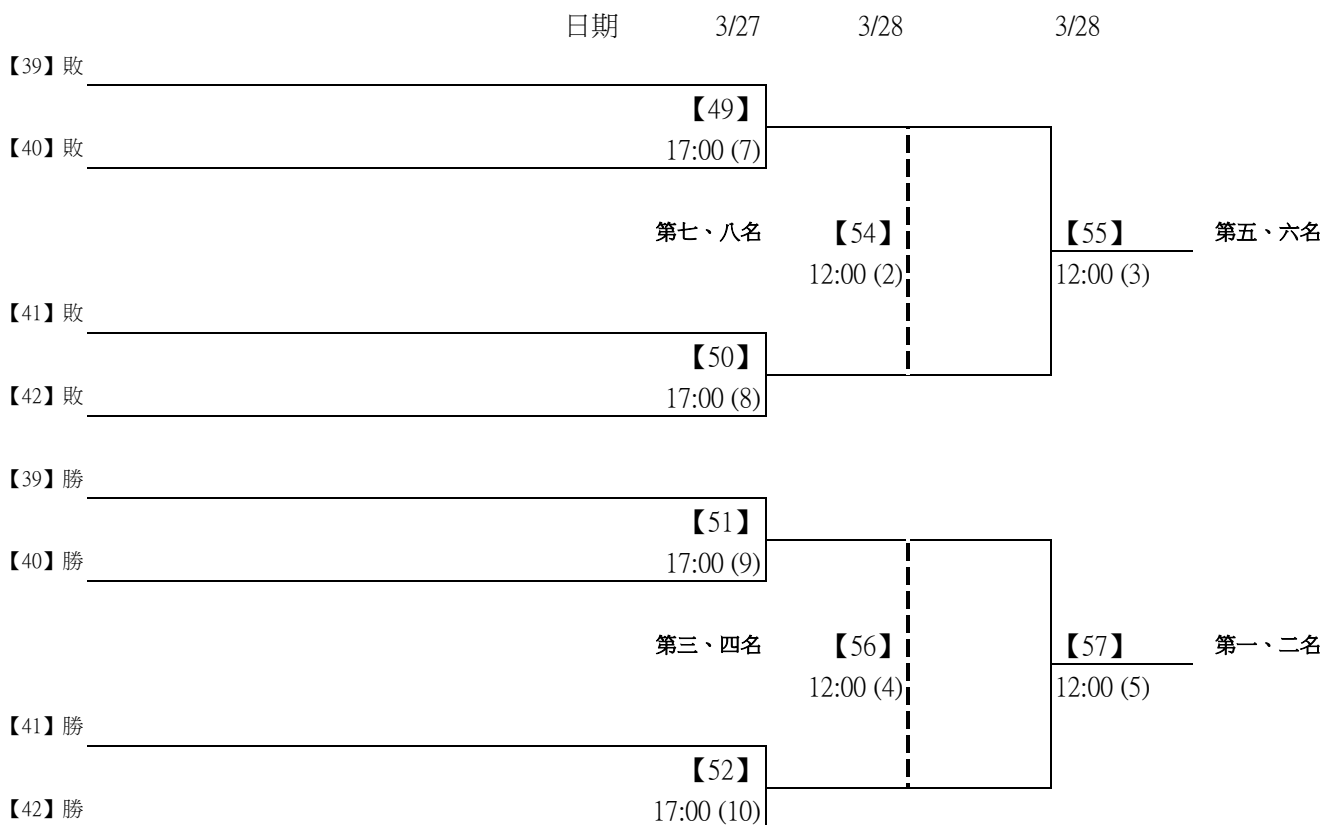 日期 3/27 3/28 3/28
【39】敗
【49】
【40】敗
17:00 (7)
第七、八名 【54】 【55】 第五、六名
12:00 (2) 12:00 (3)
【41】敗
【50】
【42】敗
17:00 (8)
【39】勝
【51】
【40】勝
17:00 (9)
第三、四名 【56】 【57】 第一、二名
12:00 (4) 12:00 (5)
【41】勝
【52】
【42】勝
17:00 (10)